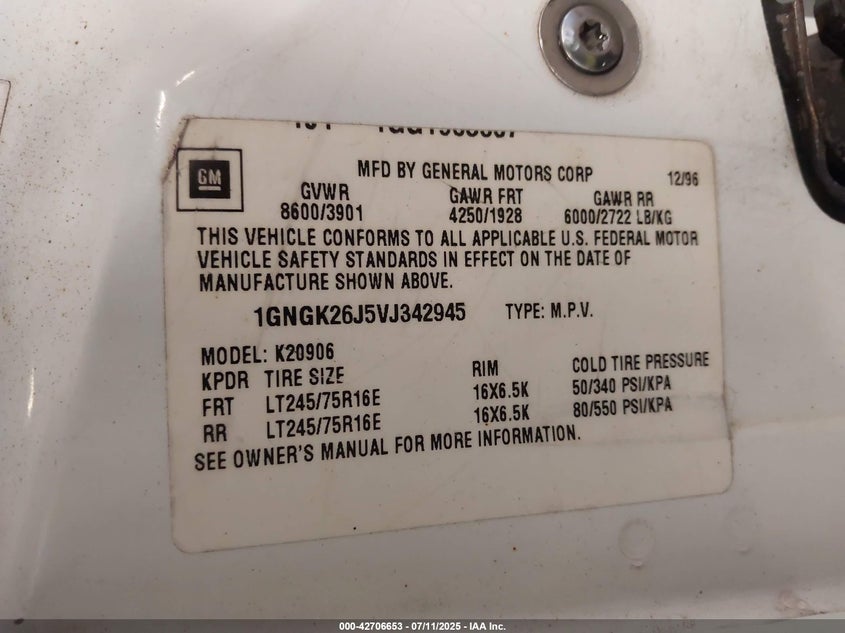 GM
MFD BY GENERAL MOTORS CORP 12/96
GVWR GAWR FRT GAWR RR
8600/3901 4250/1928 6000/2722 LB/KG
THIS VEHICLE CONFORMS TO ALL APPLICABLE U.S. FEDERAL MOTOR
VEHICLE SAFETY STANDARDS IN EFFECT ON THE DATE OF
MANUFACTURE SHOWN ABOVE.
1GNGK26J5VJ342945 TYPE: M.P.V.
MODEL: K20906
KPDR TIRE SIZE RIM COLD TIRE PRESSURE
FRT LT245/75R16E 16X6.5K 50/340 PSI/KPA
RR LT245/75R16E 16X6.5K 80/550 PSI/KPA
SEE OWNER'S MANUAL FOR MORE INFORMATION.
000-42706653 - 07/11/2025 - IAA Inc.